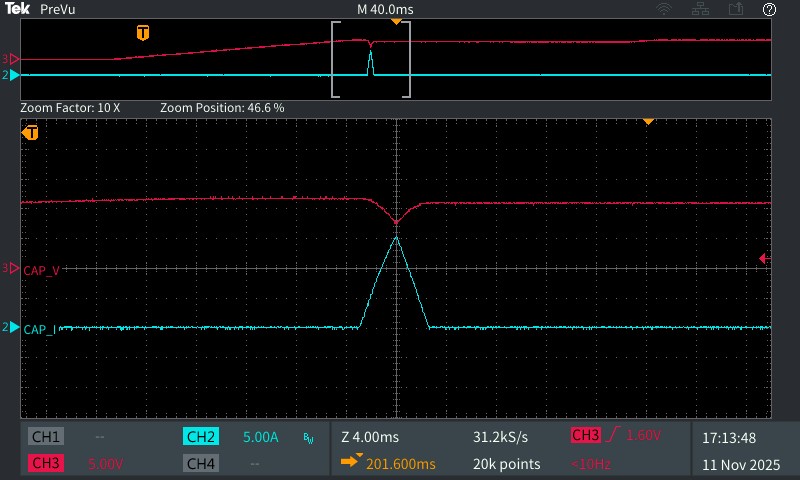 Tek PreVu M 40.0ms
T
3
2
Zoom Factor: 10 X Zoom Position: 46.6 %
T
3 CAP_V
2 CAP_I
CH1 -- CH2 5.00A BW Z 4.00ms 31.2kS/s CH3 1.60V 17:13:48
CH3 5.00V CH4 -- 201.600ms 20k points <10Hz 11 Nov 2025